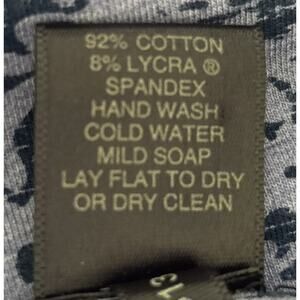 92% COTTON
8% LYCRA ®
SPANDEX
HAND WASH
COLD WATER
MILD SOAP
LAY FLAT TO DRY
OR DRY CLEAN